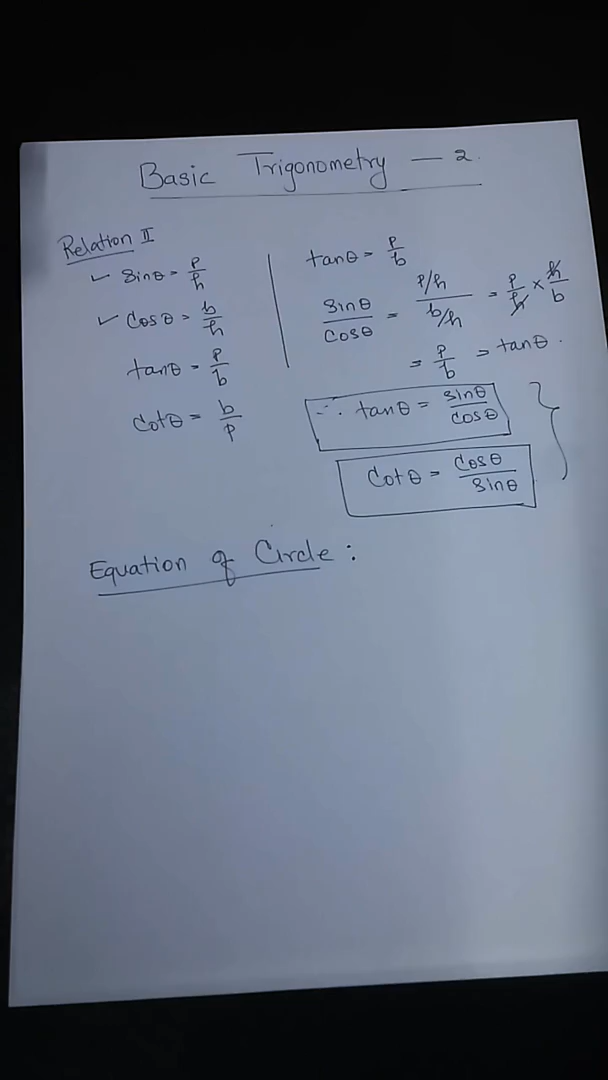 Basic Trigonometry — 2.
Relation II
✓ sinθ = p/h
✓ Cosθ = b/h
tanθ = p/b
Cotθ = b/p
tanθ = p/b
sinθ/cosθ = (P/h)/(b/h) = p/h × h/b
= p/b = tanθ.
∴ tanθ = sinθ/cosθ
Cotθ = Cosθ/sinθ
Equation of Circle :